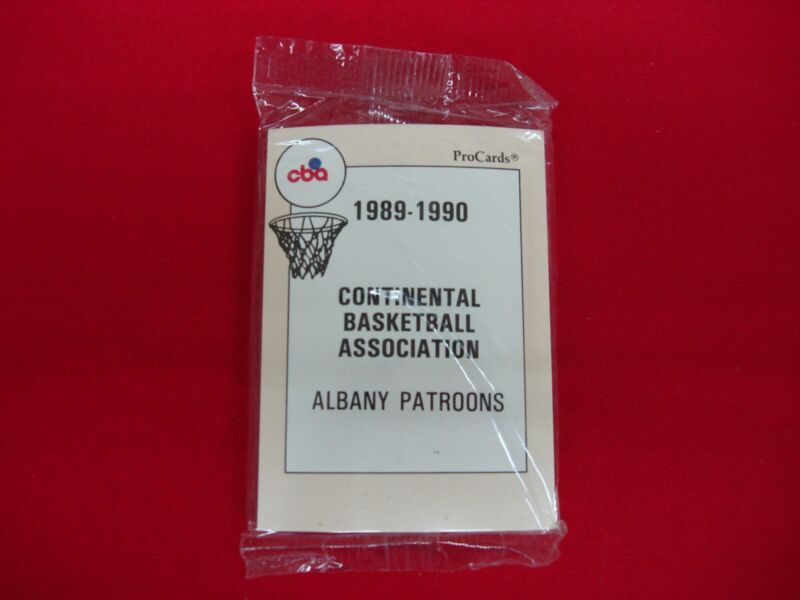 ProCards®
cba
1989-1990
CONTINENTAL
BASKETBALL
ASSOCIATION
ALBANY PATROONS